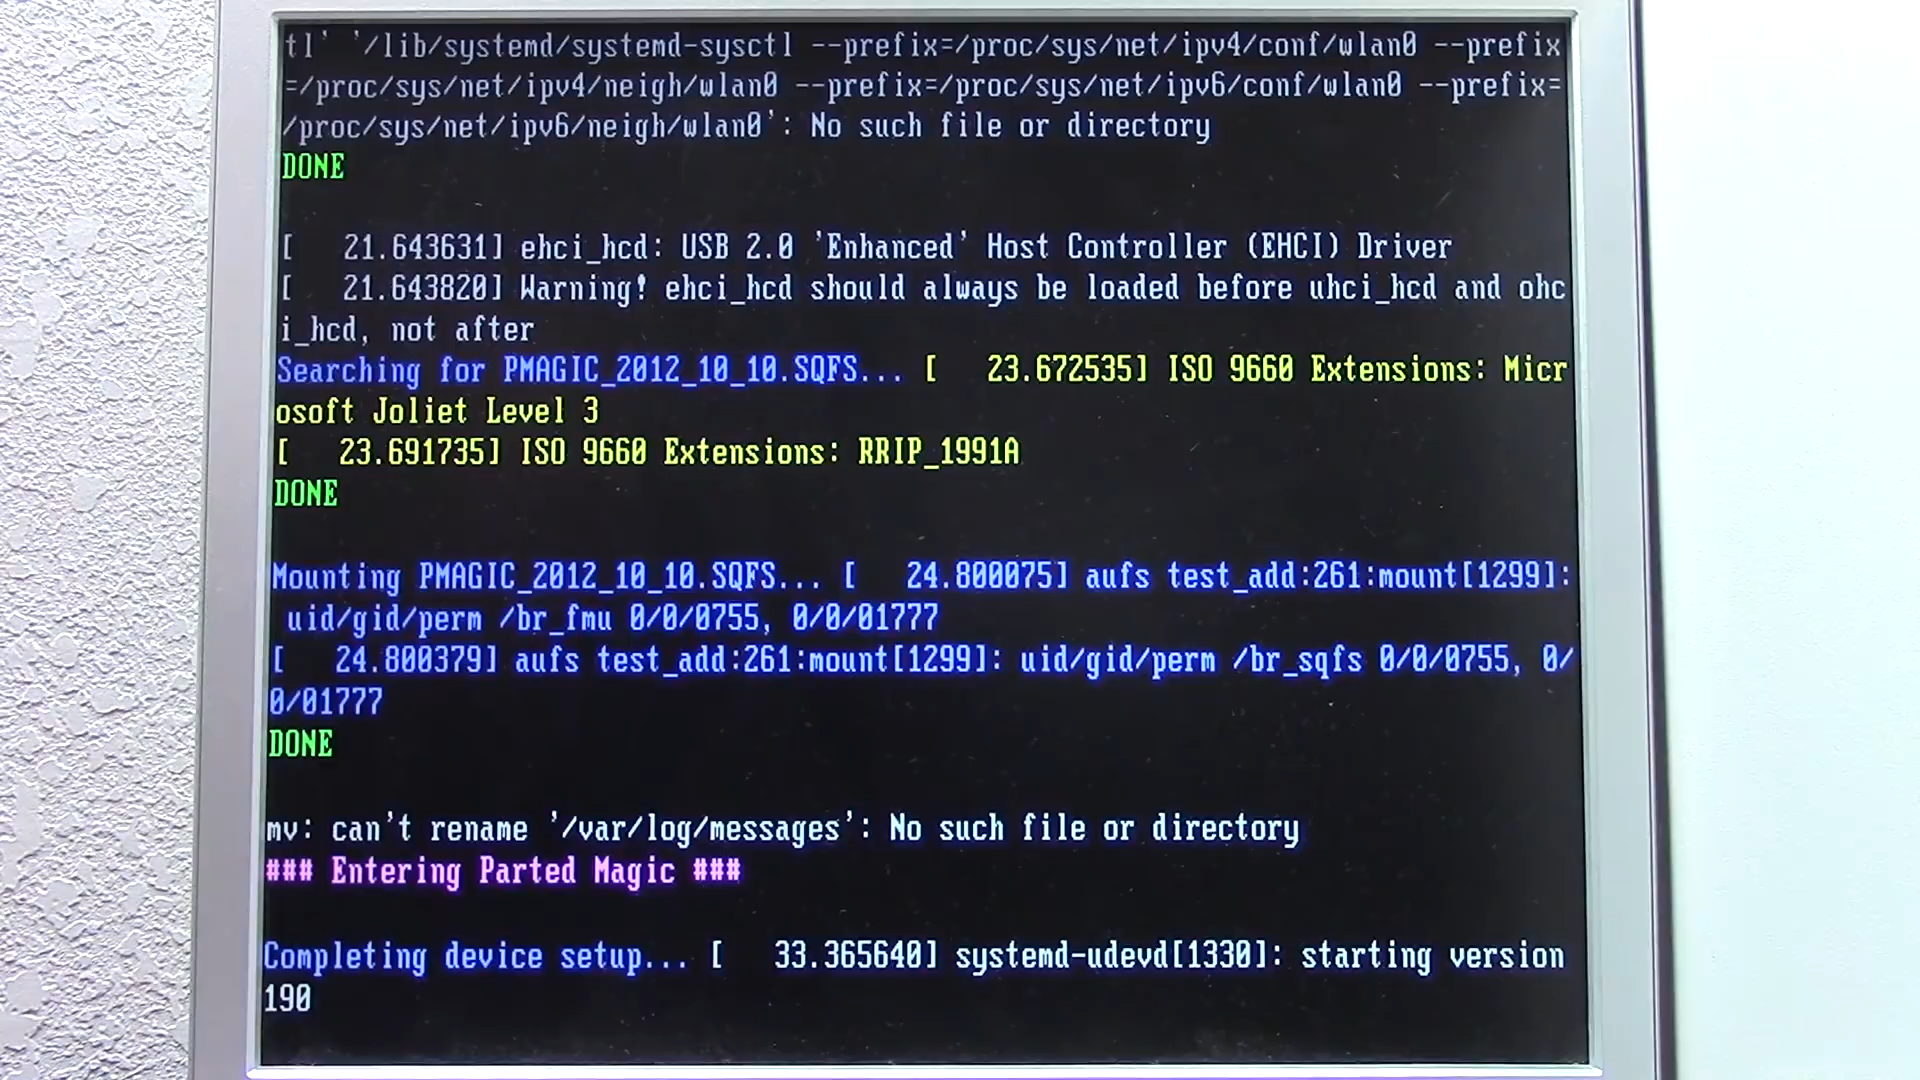 tl' '/lib/systemd/systemd-sysctl --prefix=/proc/sys/net/ipv4/conf/wlan0 --prefix
=/proc/sys/net/ipv4/neigh/wlan0 --prefix=/proc/sys/net/ipv6/conf/wlan0 --prefix=
/proc/sys/net/ipv6/neigh/wlan0': No such file or directory
DONE
[   21.643631] ehci_hcd: USB 2.0 'Enhanced' Host Controller (EHCI) Driver
[   21.643820] Warning! ehci_hcd should always be loaded before uhci_hcd and ohc
i_hcd, not after
Searching for PMAGIC_2012_10_10.SQFS... [   23.672535] ISO 9660 Extensions: Micr
osoft Joliet Level 3
[   23.691735] ISO 9660 Extensions: RRIP_1991A
DONE
Mounting PMAGIC_2012_10_10.SQFS... [   24.800075] aufs test_add:261:mount[1299]:
 uid/gid/perm /br_fmu 0/0/0755, 0/0/01777
[   24.800379] aufs test_add:261:mount[1299]: uid/gid/perm /br_sqfs 0/0/0755, 0/
0/01777
DONE
mv: can't rename '/var/log/messages': No such file or directory
### Entering Parted Magic ###
Completing device setup... [   33.365640] systemd-udevd[1330]: starting version
190